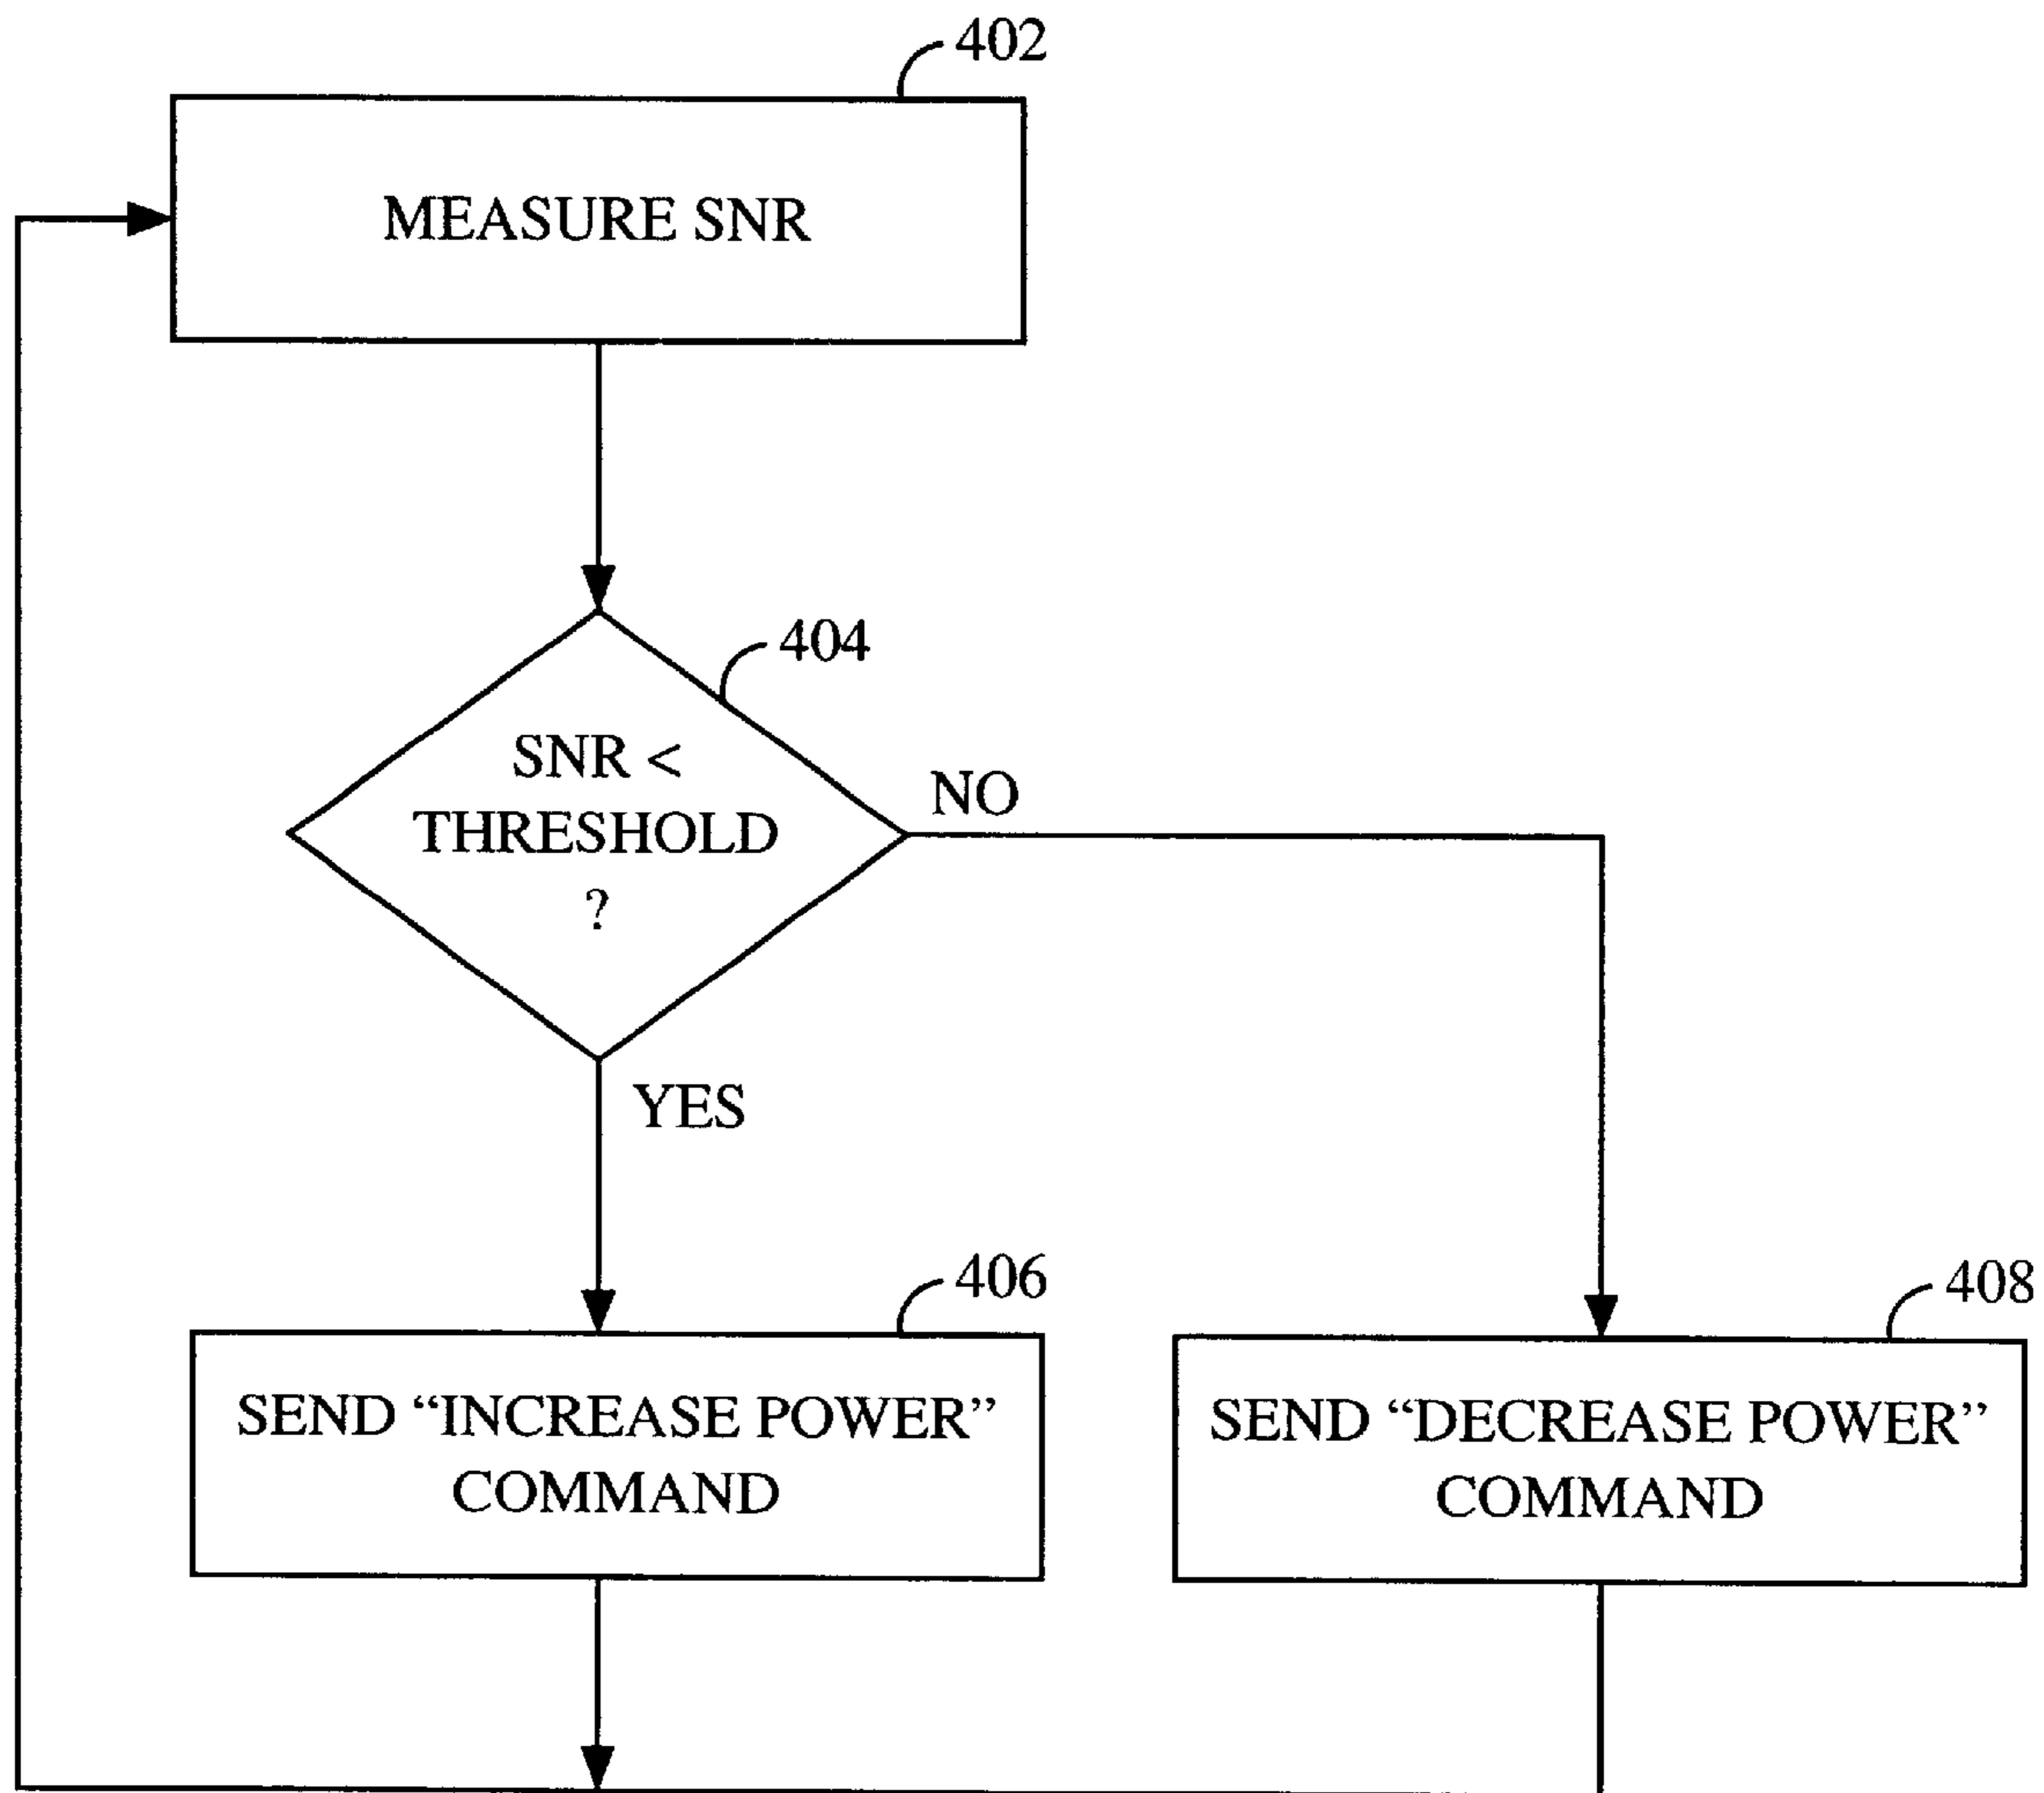 402
MEASURE SNR
404
SNR <
THRESHOLD
?
NO
YES
406
SEND “INCREASE POWER”
COMMAND
408
SEND “DECREASE POWER”
COMMAND